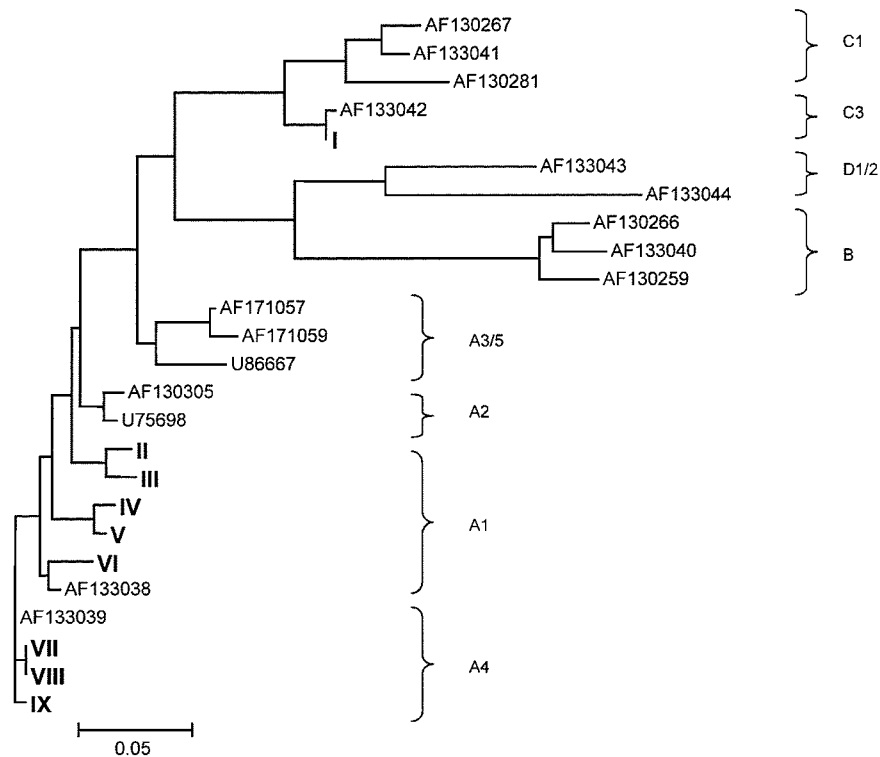 AF130267
C1
AF133041
AF130281
AF133042
C3
I
AF133043
D1/2
AF133044
AF130266
AF133040
B
AF130259
AF171057
AF171059
A3/5
U86667
AF130305
A2
U75698
II
III
IV
A1
V
VI
AF133038
AF133039
VII
A4
VIII
IX
0.05